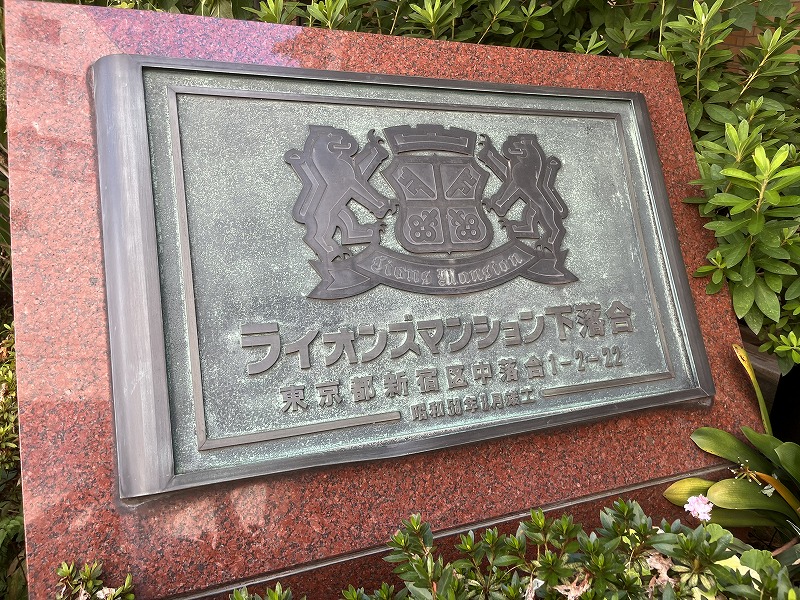 Lions Mansion
ライオンズマンション下落合
東京都新宿区中落合1-2-22
昭和 年 月竣工